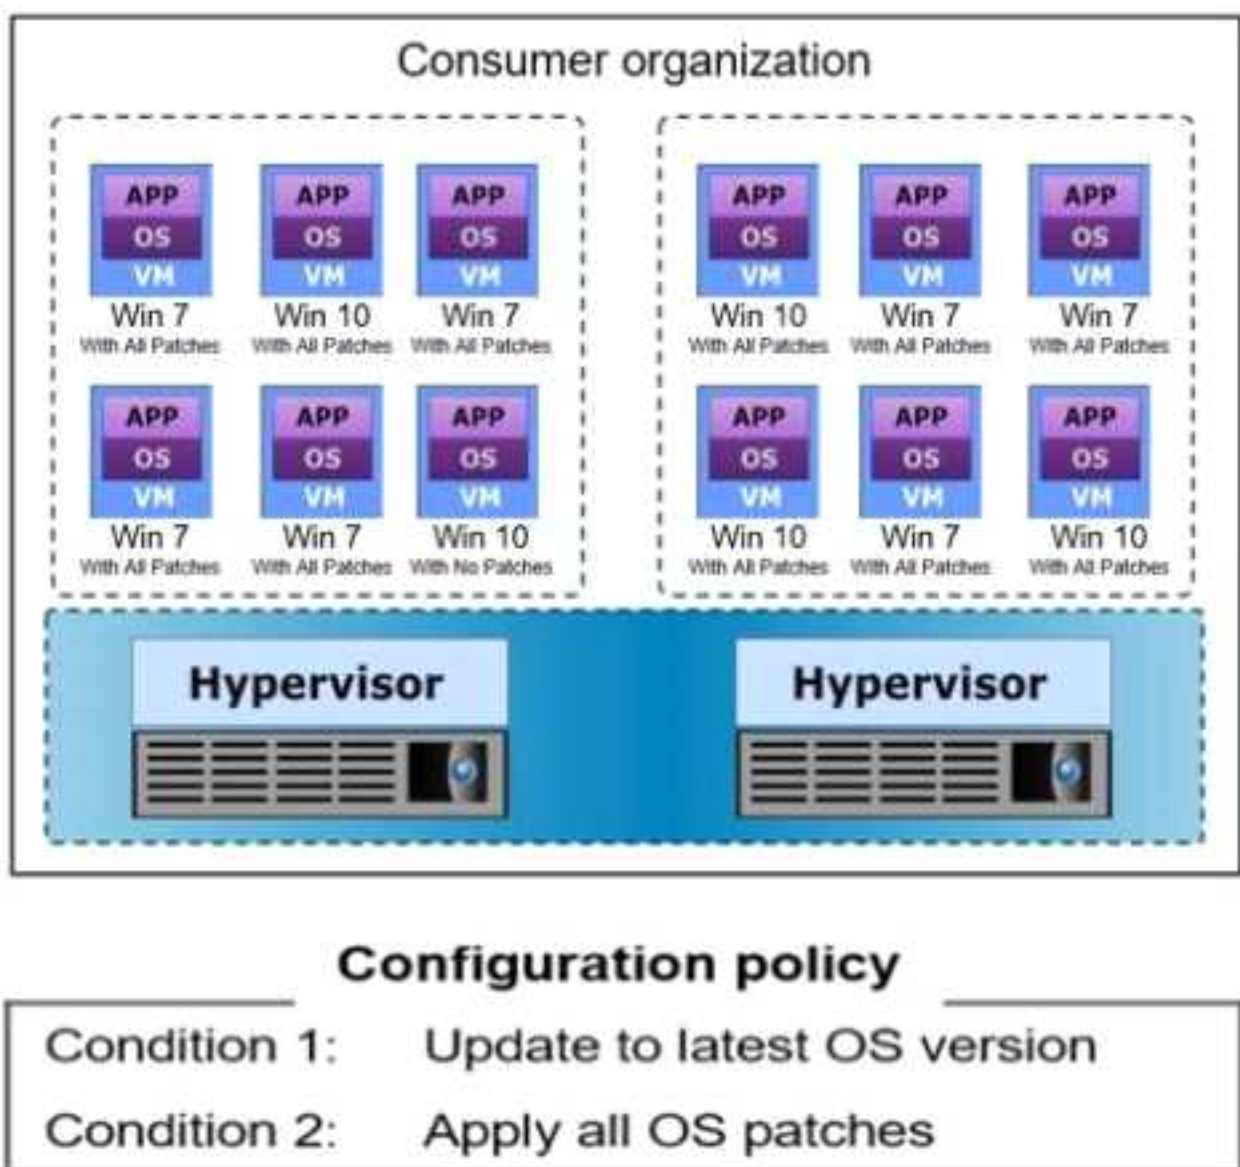 Consumer organization
APP APP APP APP APP APP
OS OS OS OS OS OS
VM VM VM VM VM VM
Win 7 Win 10 Win 7 Win 10 Win 7 Win 7
With All Patches With All Patches With All Patches With All Patches With All Patches With All Patches
APP APP APP APP APP APP
OS OS OS OS OS OS
VM VM VM VM VM VM
Win 7 Win 7 Win 10 Win 10 Win 7 Win 10
With All Patches With All Patches With No Patches With All Patches With All Patches With All Patches
Hypervisor Hypervisor
Configuration policy
Condition 1: Update to latest OS version
Condition 2: Apply all OS patches